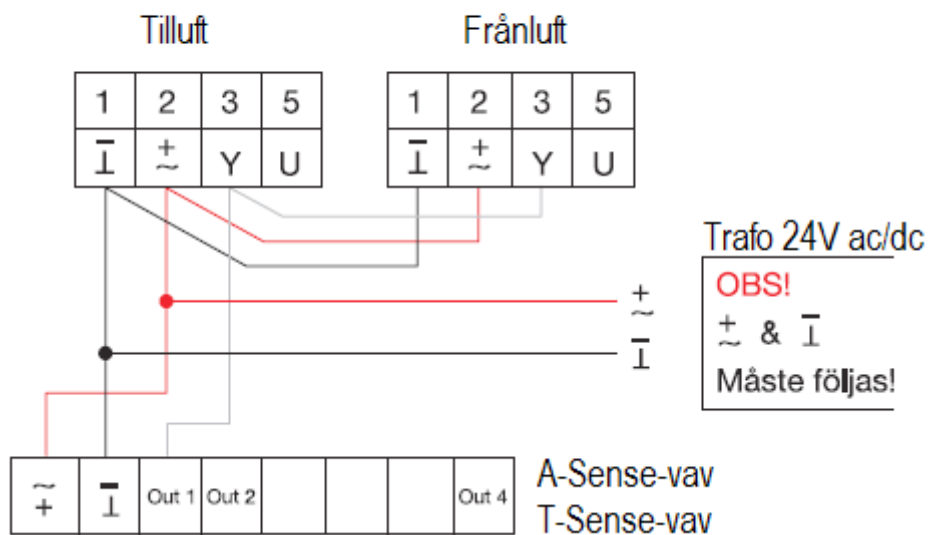 Tilluft Frånluft
1 2 3 5 1 2 3 5
⊥ ± ~ Y U ⊥ ± ~ Y U
Trafo 24V ac/dc
OBS!
+ ~
± ~ & ⊥
⊥
Måste följas!
~ + ⊥ Out 1 Out 2 Out 4
A-Sense-vav
T-Sense-vav